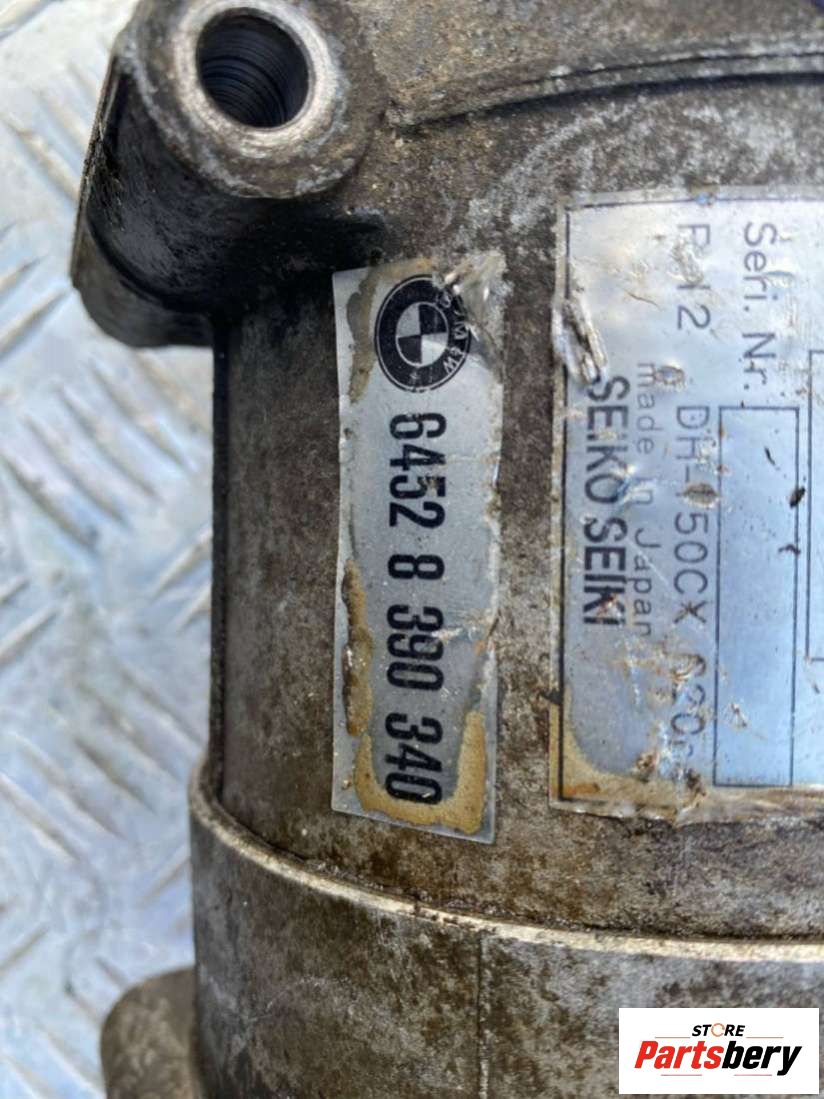 BMW
6452 8 390 340
Seri. Nr.
R-12
made in Japan
SEIKO SEIKI
STORE
Partsbery